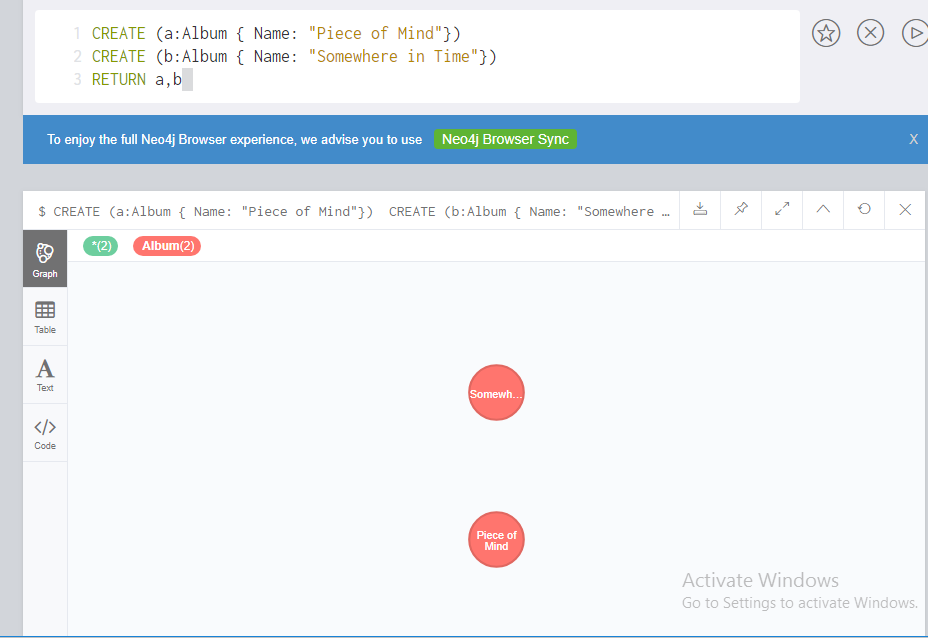 1 CREATE (a:Album { Name: "Piece of Mind"})
2 CREATE (b:Album { Name: "Somewhere in Time"})
3 RETURN a,b
To enjoy the full Neo4j Browser experience, we advise you to use Neo4j Browser Sync X
$ CREATE (a:Album { Name: "Piece of Mind"}) CREATE (b:Album { Name: "Somewhere …
*(2) Album(2)
Graph
Table
A
Text
</>
Code
Somewh…
Piece of
Mind
Activate Windows
Go to Settings to activate Windows.